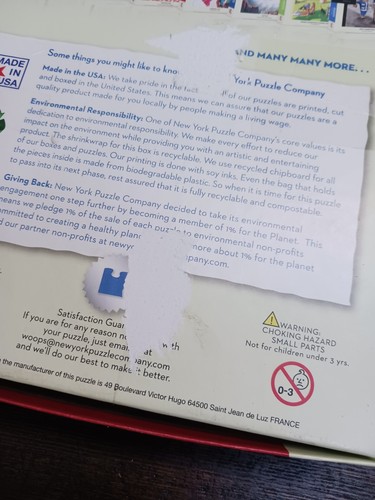 AND MANY MANY MORE...
MADE
IN
USA
Some things you might like to know
York Puzzle Company
Made in the USA: We take pride in the fact of our puzzles are printed, cut
and boxed in the United States. This means we can assure that our puzzles are a
quality product made for you locally by people making a living wage.
Environmental Responsibility: One of New York Puzzle Company's core values is its
dedication to environmental responsibility. We make every effort to reduce our
impact on the environment while providing you with an artistic and entertaining
product. The shrinkwrap for this box is recyclable. We use recycled chipboard for all
of our boxes and puzzles. Our printing is done with soy inks. Even the bag that holds
the pieces inside is made from biodegradable plastic. So when it is time for this puzzle
to pass into its next phase, rest assured that it is fully recyclable and compostable.
Giving Back: New York Puzzle Company decided to take its environmental
engagement one step further by becoming a member of 1% for the Planet. This
means we pledge 1% of the sale of each puzzle to environmental non-profits
committed to creating a healthy plan more about 1% for the planet
d our partner non-profits at newyo company.com.
Satisfaction Guar
If you are for any reason no with
your puzzle, just email at
woops@newyorkpuzzlecompany.com
and we'll do our best to make it better.
WARNING:
CHOKING HAZARD
SMALL PARTS
Not for children under 3 yrs.
0-3
the manufacturer of this puzzle is 49 Boulevard Victor Hugo 64500 Saint Jean de Luz FRANCE